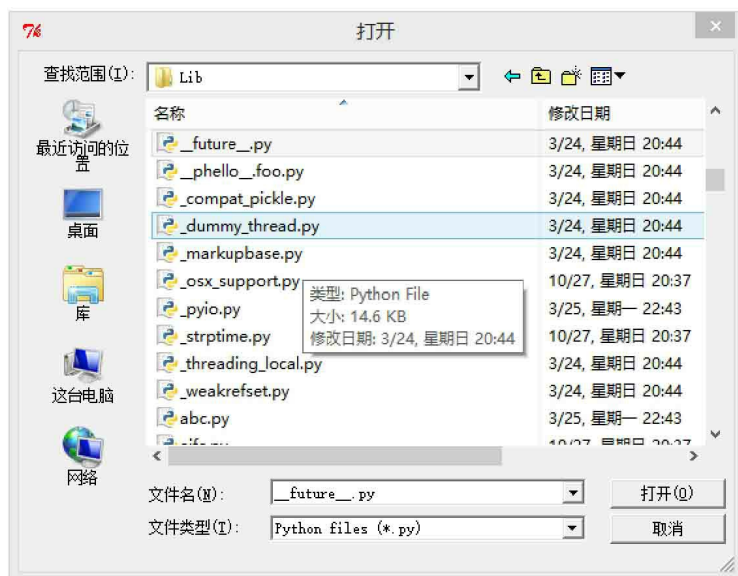 打开
查找范围(I):
Lib
名称
修改日期
__future__.py
3/24, 星期日 20:44
__phello__.foo.py
3/24, 星期日 20:44
_compat_pickle.py
3/24, 星期日 20:44
_dummy_thread.py
3/24, 星期日 20:44
_markupbase.py
3/24, 星期日 20:44
_osx_support.py
10/27, 星期日 20:37
_pyio.py
3/25, 星期一 22:43
_strptime.py
10/27, 星期日 20:37
_threading_local.py
3/24, 星期日 20:44
_weakrefset.py
3/24, 星期日 20:44
abc.py
3/25, 星期一 22:43
类型: Python File
大小: 14.6 KB
修改日期: 3/24, 星期日 20:44
最近访问的位
置
桌面
库
这台电脑
网络
文件名(N):
__future__.py
打开(O)
文件类型(T):
Python files (*.py)
取消